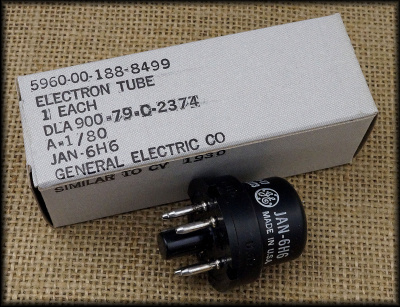 5960-00-188-8499
ELECTRON TUBE
1 EACH
DLA900-79-C-2374
A-1/80
JAN-6H6
GENERAL ELECTRIC CO
SIMILAR TO CV 1930
GE
JAN-6H6
MADE IN U.S.A.